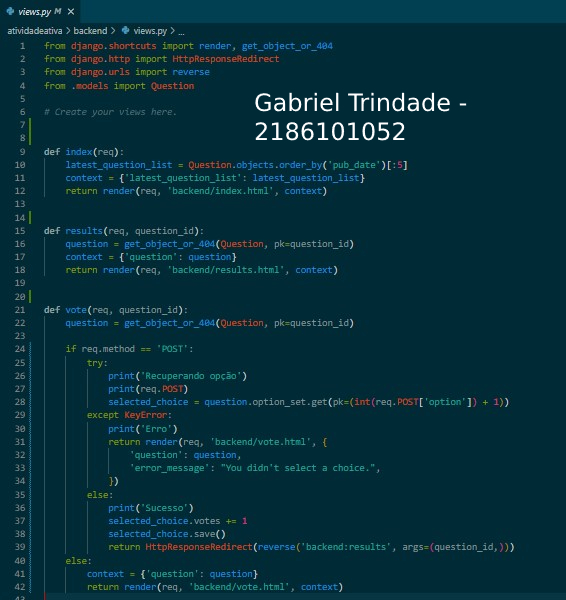 views.py M X
atividadeativa > backend > views.py > ...
1 from django.shortcuts import render, get_object_or_404
2 from django.http import HttpResponseRedirect
3 from django.urls import reverse
4 from .models import Question
5
6 # Create your views here.
7
8
Gabriel Trindade -
2186101052
9 def index(req):
10     latest_question_list = Question.objects.order_by('pub_date')[:5]
11     context = {'latest_question_list': latest_question_list}
12     return render(req, 'backend/index.html', context)
13
14
15 def results(req, question_id):
16     question = get_object_or_404(Question, pk=question_id)
17     context = {'question': question}
18     return render(req, 'backend/results.html', context)
19
20
21 def vote(req, question_id):
22     question = get_object_or_404(Question, pk=question_id)
23
24     if req.method == 'POST':
25         try:
26             print('Recuperando opção')
27             print(req.POST)
28             selected_choice = question.option_set.get(pk=(int(req.POST['option']) + 1))
29         except KeyError:
30             print('Erro')
31             return render(req, 'backend/vote.html', {
32                 'question': question,
33                 'error_message': "You didn't select a choice.",
34             })
35         else:
36             print('Sucesso')
37             selected_choice.votes += 1
38             selected_choice.save()
39             return HttpResponseRedirect(reverse('backend:results', args=(question_id,)))
40     else:
41         context = {'question': question}
42         return render(req, 'backend/vote.html', context)
43